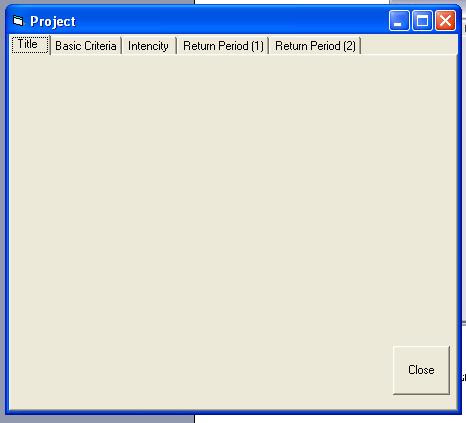 Project
Title Basic Criteria Intencity Return Period (1) Return Period (2)
Close